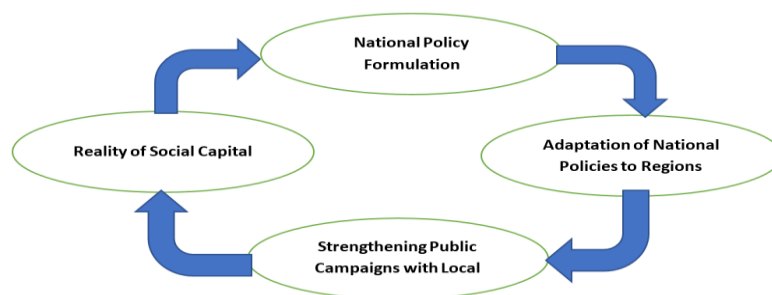 National Policy
Formulation
Adaptation of National
Policies to Regions
Strengthening Public
Campaigns with Local
Reality of Social Capital